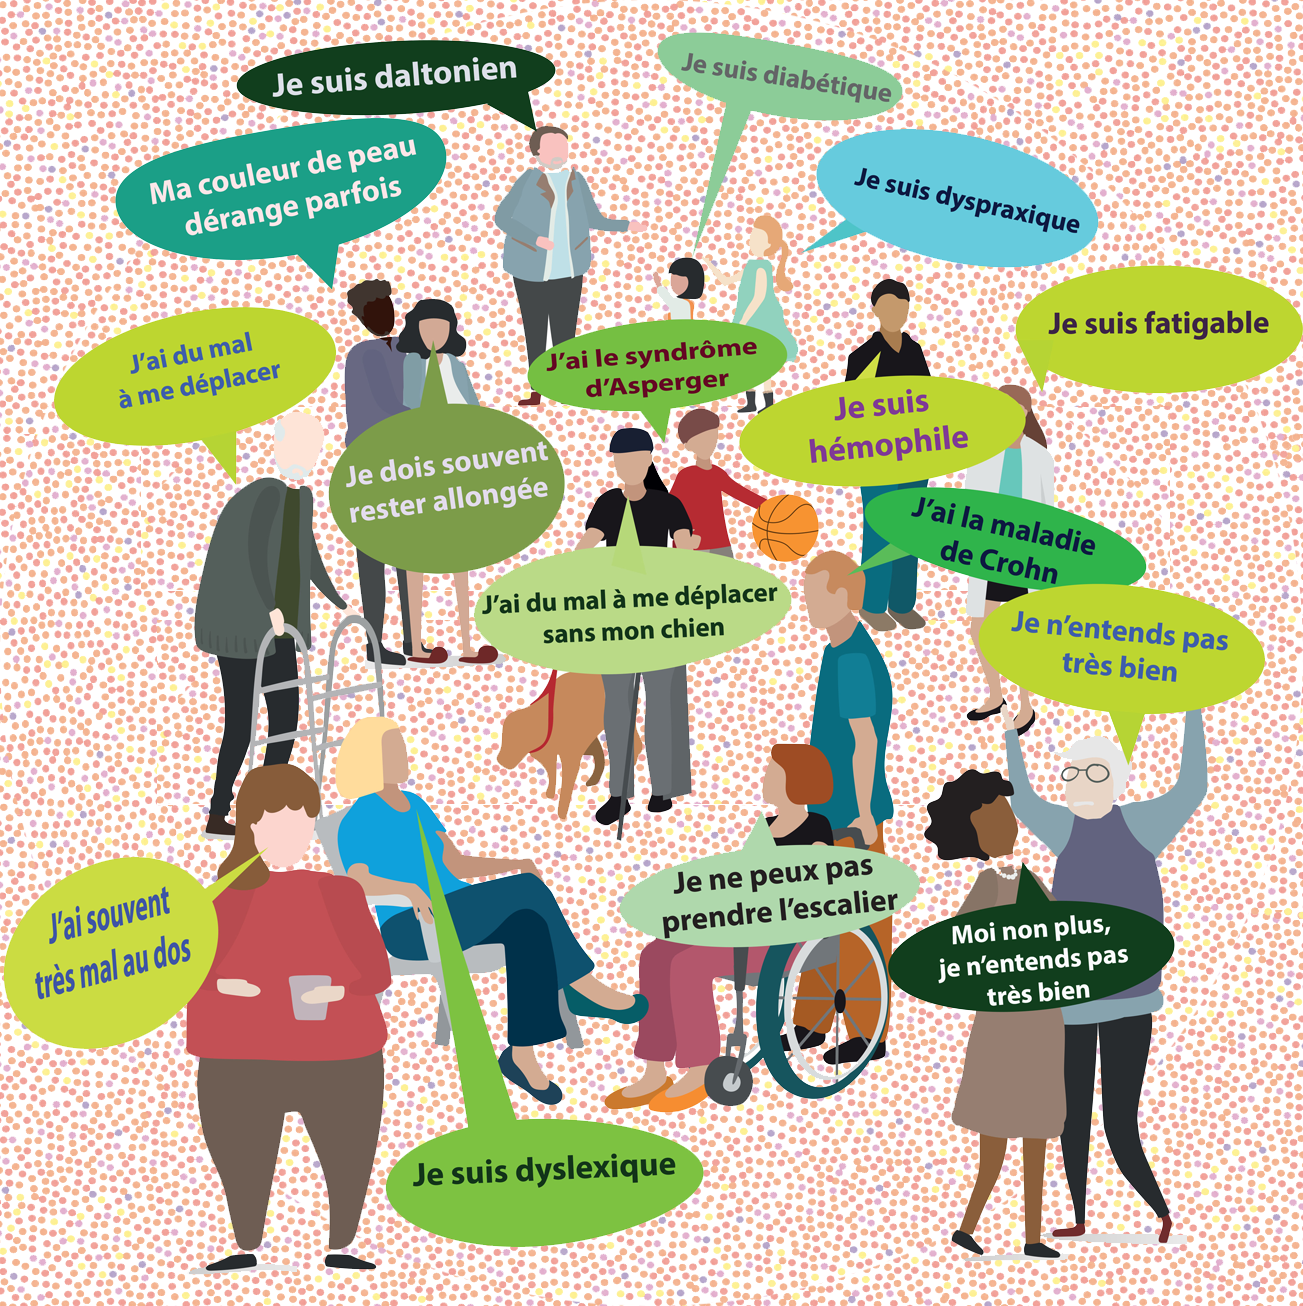 Je suis daltonien
Je suis diabétique
Ma couleur de peau
dérange parfois
Je suis dyspraxique
Je suis fatigable
J'ai du mal
à me déplacer
J'ai le syndrôme
d'Asperger
Je suis
hémophile
Je dois souvent
rester allongée
J'ai la maladie
de Crohn
J'ai du mal à me déplacer
sans mon chien
Je n'entends pas
très bien
Je ne peux pas
prendre l'escalier
J'ai souvent
très mal au dos
Moi non plus,
je n'entends pas
très bien
Je suis dyslexique